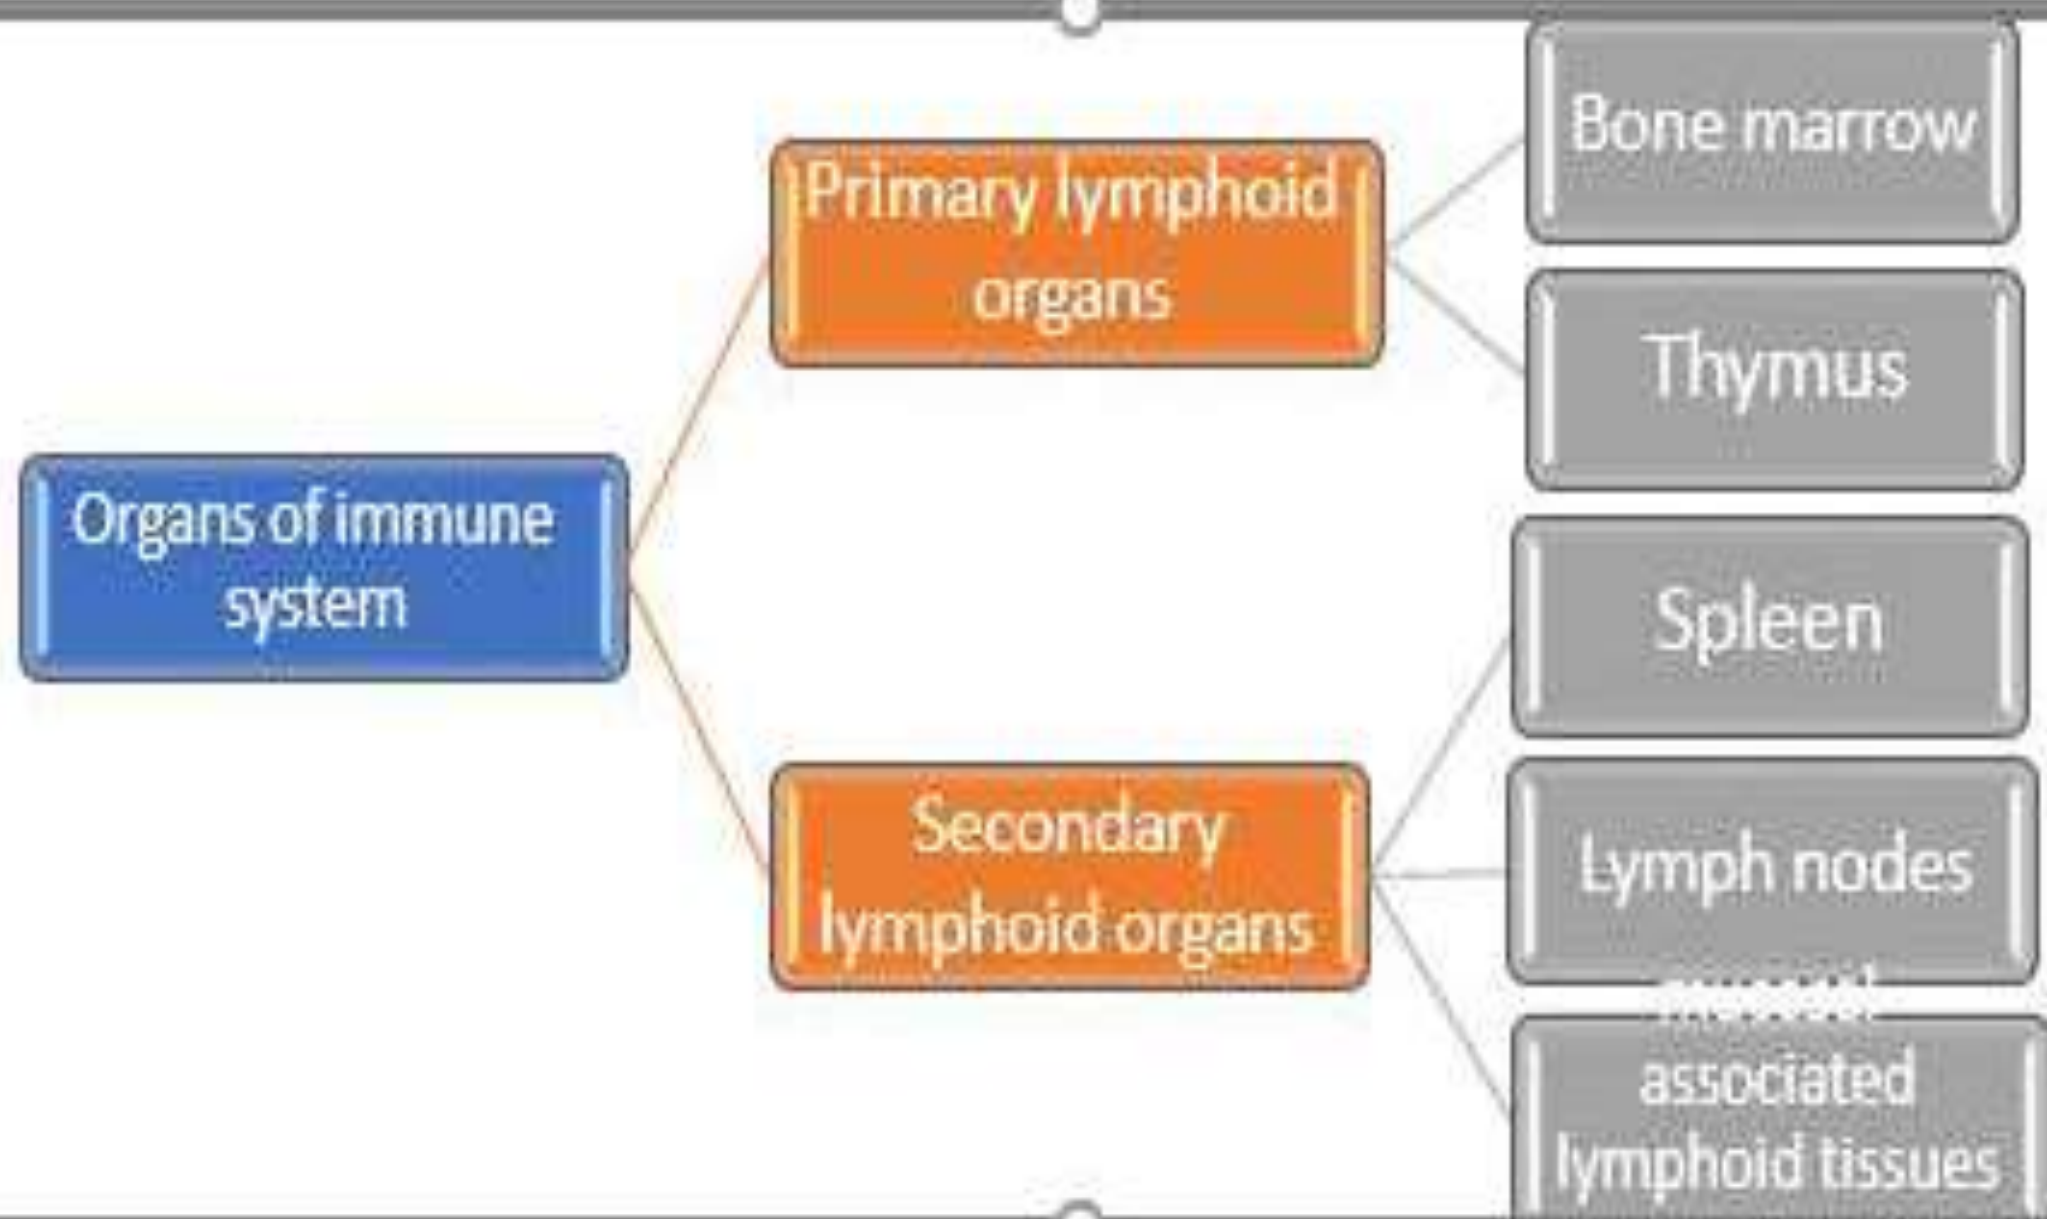 Bone marrow
Primary lymphoid
organs
Thymus
Organs of immune
system
Spleen
Secondary
lymphoid organs
Lymph nodes
associated
lymphoid tissues